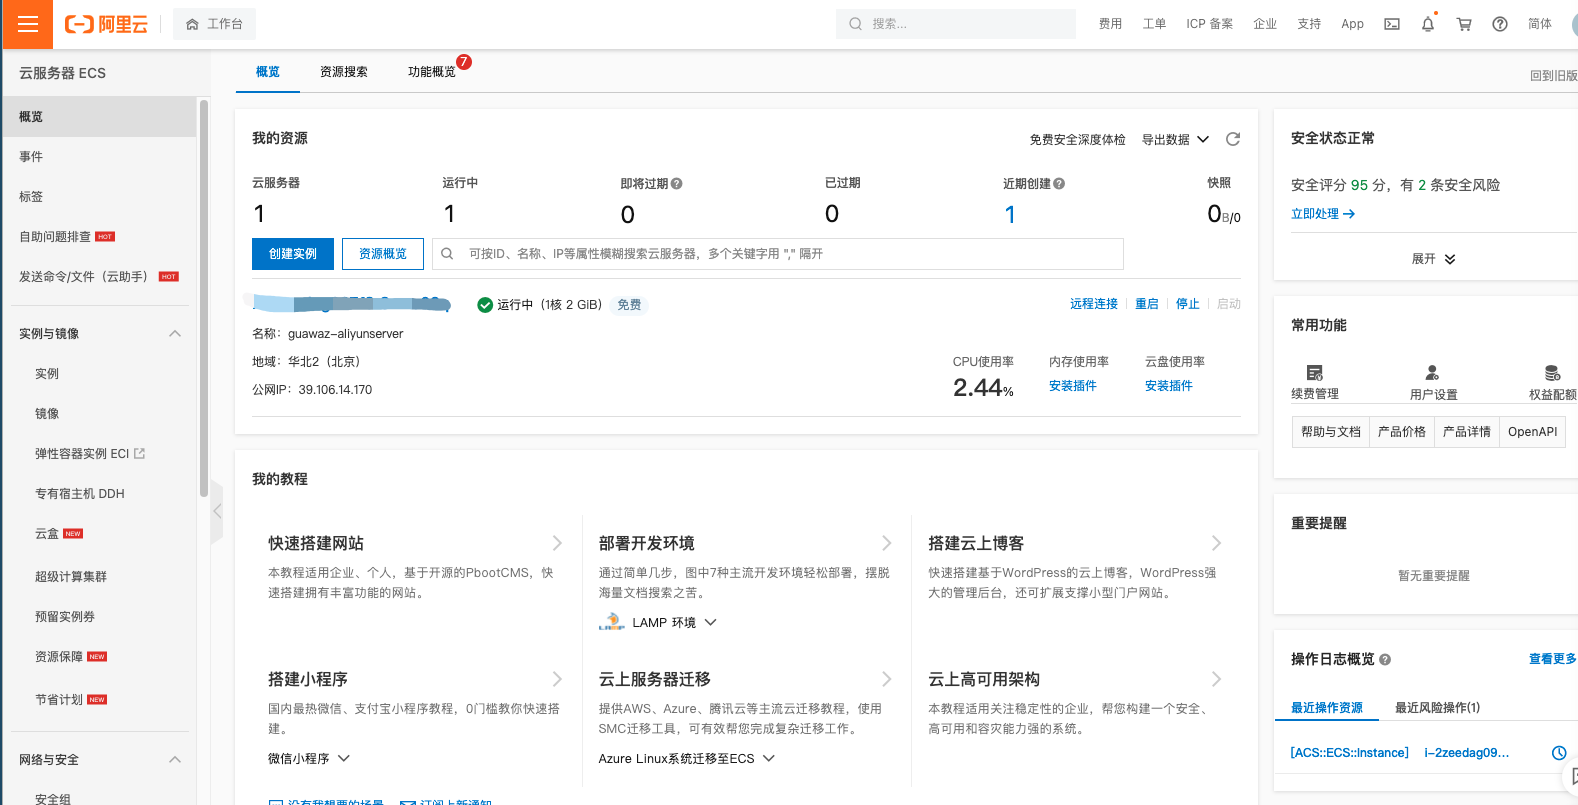 阿里云
工作台
搜索...
费用 工单 ICP 备案 企业 支持 App 简体
云服务器 ECS
概览
事件
标签
自助问题排查 HOT
发送命令/文件（云助手） HOT
实例与镜像
实例
镜像
弹性容器实例 ECI
专有宿主机 DDH
云盒 NEW
超级计算集群
预留实例券
资源保障 NEW
节省计划 NEW
网络与安全
安全组
概览 资源搜索 功能概览 7
回到旧版
我的资源
免费安全深度体检 导出数据
云服务器 运行中 即将过期 已过期 近期创建 快照
1 1 0 0 1 0B/0
创建实例 资源概览 可按ID、名称、IP等属性模糊搜索云服务器，多个关键字用 "," 隔开
运行中（1核 2 GiB） 免费
远程连接 重启 停止 启动
名称：guawaz-aliyunserver
地域：华北2（北京）
公网IP：39.106.14.170
CPU使用率 内存使用率 云盘使用率
2.44% 安装插件 安装插件
我的教程
快速搭建网站
本教程适用企业、个人，基于开源的PbootCMS，快
速搭建拥有丰富功能的网站。
部署开发环境
通过简单几步，图中7种主流开发环境轻松部署，摆脱
海量文档搜索之苦。
LAMP 环境
搭建云上博客
快速搭建基于WordPress的云上博客，WordPress强
大的管理后台，还可扩展支撑小型门户网站。
搭建小程序
国内最热微信、支付宝小程序教程，0门槛教你快速搭
建。
微信小程序
云上服务器迁移
提供AWS、Azure、腾讯云等主流云迁移教程，使用
SMC迁移工具，可有效帮您完成复杂迁移工作。
Azure Linux系统迁移至ECS
云上高可用架构
本教程适用关注稳定性的企业，帮您构建一个安全、
高可用和容灾能力强的系统。
没有我想要的场景 订阅上新通知
安全状态正常
安全评分 95 分，有 2 条安全风险
立即处理
展开
常用功能
续费管理 用户设置 权益配额
帮助与文档 产品价格 产品详情 OpenAPI
重要提醒
暂无重要提醒
操作日志概览
查看更多
最近操作资源 最近风险操作(1)
[ACS::ECS::Instance] i-2zeedag09...